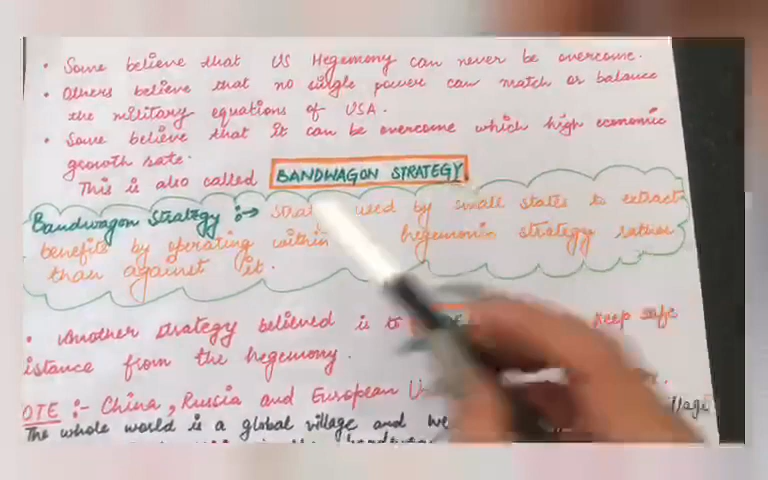 • Some believe that US Hegemony can never be overcome.
• Others believe that no single power can match or balance
the military equations of USA.
• Some believe that it can be overcome which high economic
growth rate.
This is also called BANDWAGON STRATEGY
Bandwagon Strategy :→ used by small states to extract
benefits by operating within hegemonic strategy rather
than against it.
• Another strategy believed is to keep safe
istance from the hegemony.
OTE :- China, Russia and European
The whole world is a global village and we